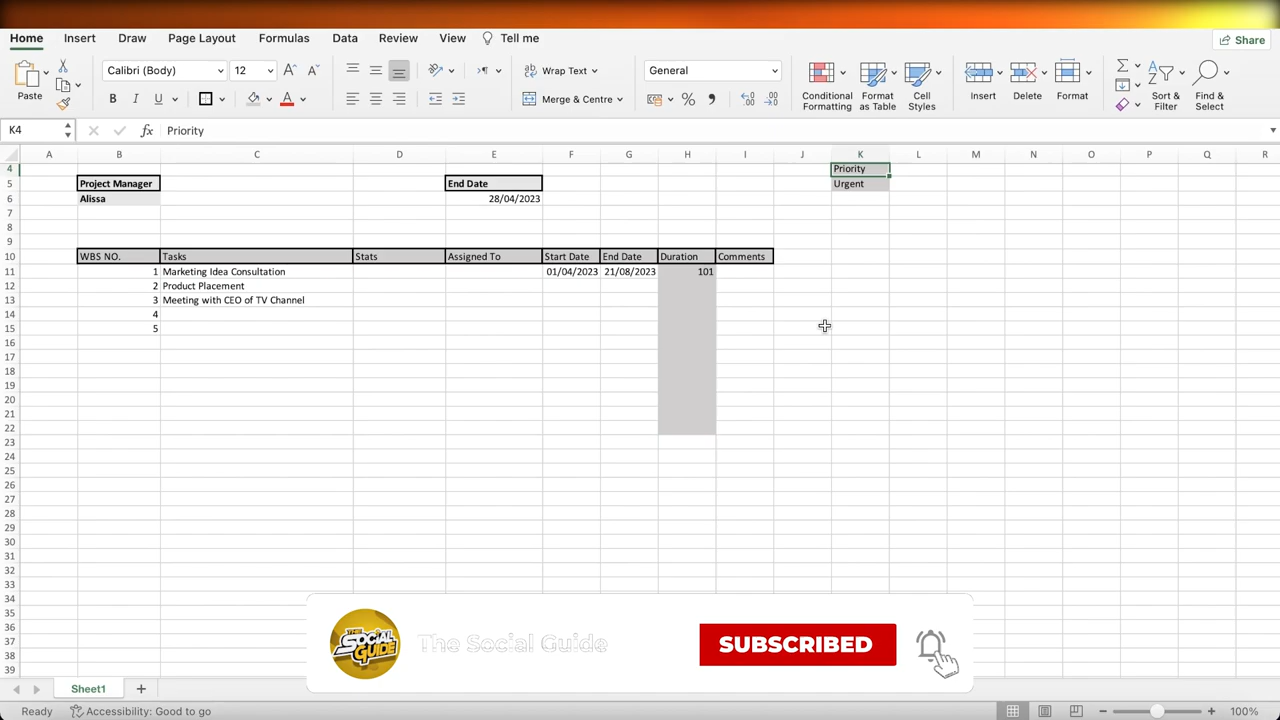 Home Insert Draw Page Layout Formulas Data Review View Tell me Share
Calibri (Body) 12 Wrap Text General
Paste B I U A Merge & Centre % Conditional Formatting Format as Table Cell Styles Insert Delete Format Sort & Filter Find & Select
K4 fx Priority
A B C D E F G H I J K L M N O P Q R
4 Priority
5 Project Manager End Date Urgent
6 Alissa 28/04/2023
7
8
9
10 WBS NO. Tasks Stats Assigned To Start Date End Date Duration Comments
11 1 Marketing Idea Consultation 01/04/2023 21/08/2023 101
12 2 Product Placement
13 3 Meeting with CEO of TV Channel
14 4
15 5
16
17
18
19
20
21
22
23
24
25
26
27
28
29
30
31
32
33
34
35
36
37
38
39
THE SOCIAL GUIDE The Social Guide SUBSCRIBED
Sheet1
Ready Accessibility: Good to go 100%